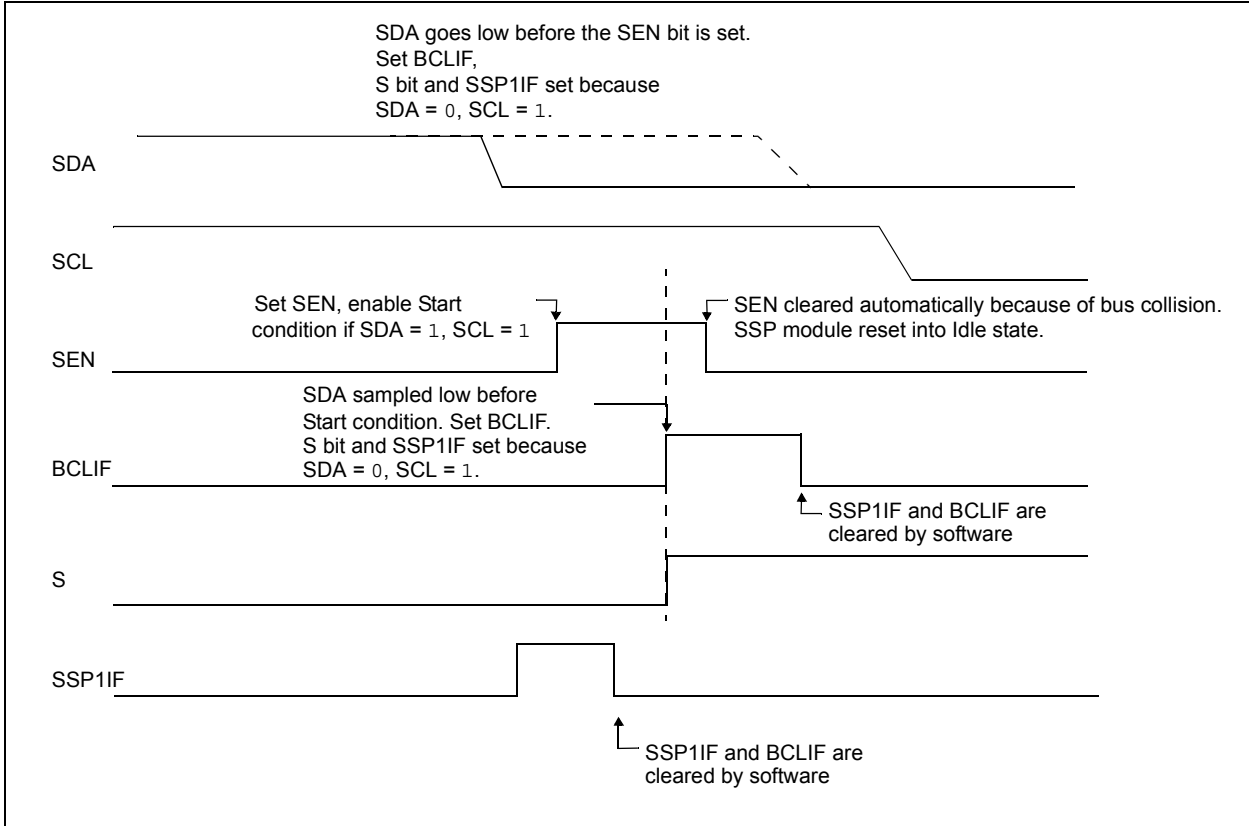 SDA goes low before the SEN bit is set.
Set BCLIF,
S bit and SSP1IF set because
SDA = 0, SCL = 1.
SDA
SCL
Set SEN, enable Start
condition if SDA = 1, SCL = 1
SEN cleared automatically because of bus collision.
SSP module reset into Idle state.
SEN
SDA sampled low before
Start condition. Set BCLIF.
S bit and SSP1IF set because
SDA = 0, SCL = 1.
BCLIF
SSP1IF and BCLIF are
cleared by software
S
SSP1IF
SSP1IF and BCLIF are
cleared by software